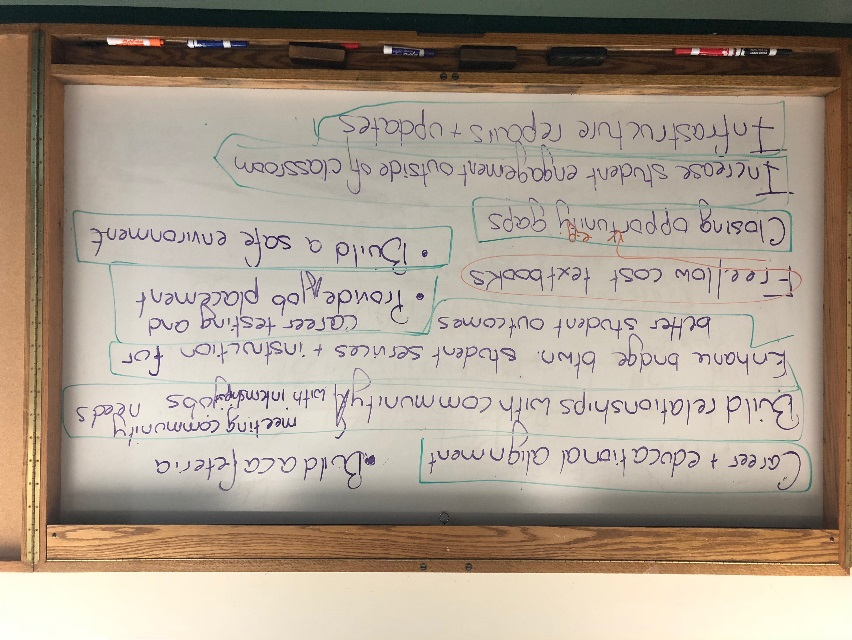 Career + educational alignment
• Build a cafeteria
Build relationships with community
meeting community needs
with internships/jobs
Enhance bridge btwn. student services + instruction for
better student outcomes
• Provide job placement
career testing and
Free/low cost textbooks
Closing opportunity gaps
• Build a safe environment
Increase student engagement outside of classroom
Infrastructure repairs + updates